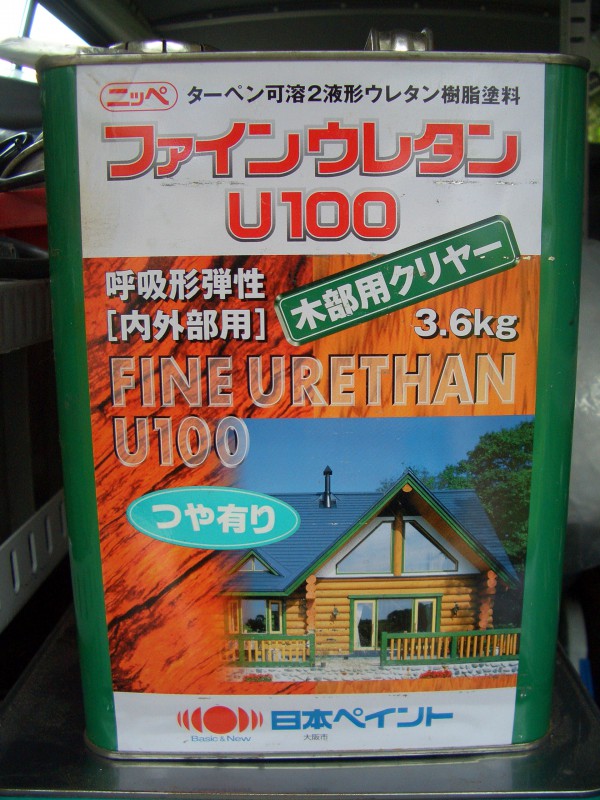 ニッペ ターペン可溶2液形ウレタン樹脂塗料
ファインウレタン
U100
呼吸形弾性
[内外部用]
木部用クリヤー
3.6kg
FINE URETHAN
U100
つや有り
Basic & New
日本ペイント
大阪市